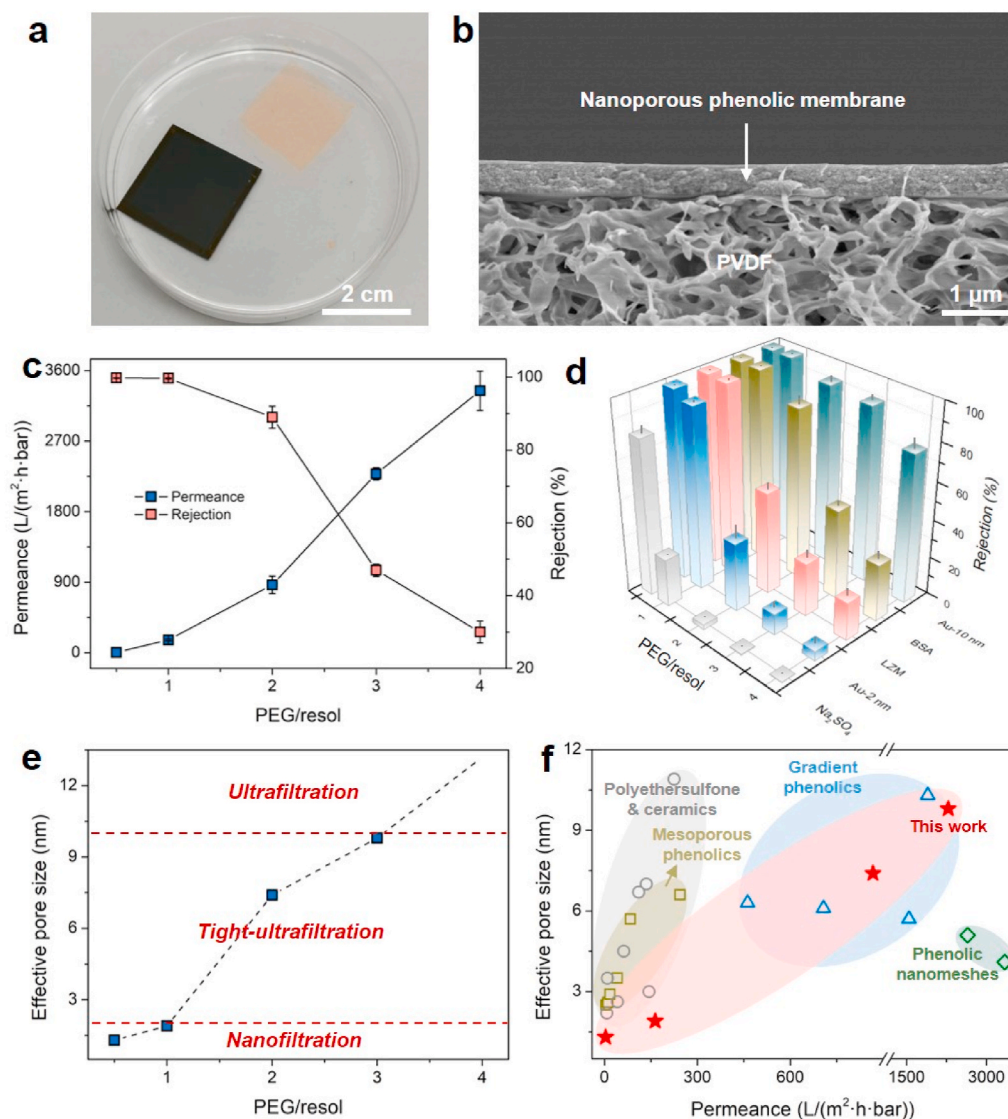 a
2 cm
b
Nanoporous phenolic membrane
PVDF
1 μm
c
3600
2700
1800
900
0
100
80
60
40
20
Permeance (L/(m²·h·bar))
Rejection (%)
Permeance
Rejection
1
2
3
4
PEG/resol
d
100
80
60
40
20
0
Rejection (%)
1
2
3
4
PEG/resol
Na₂SO₄
Au-2 nm
LZM
BSA
Au-10 nm
e
12
9
6
3
Effective pore size (nm)
Ultrafiltration
Tight-ultrafiltration
Nanofiltration
1
2
3
4
PEG/resol
f
12
9
6
3
Effective pore size (nm)
Polyethersulfone
& ceramics
Mesoporous
phenolics
Gradient
phenolics
This work
Phenolic
nanomeshes
0
300
600
1500
3000
Permeance (L/(m²·h·bar))